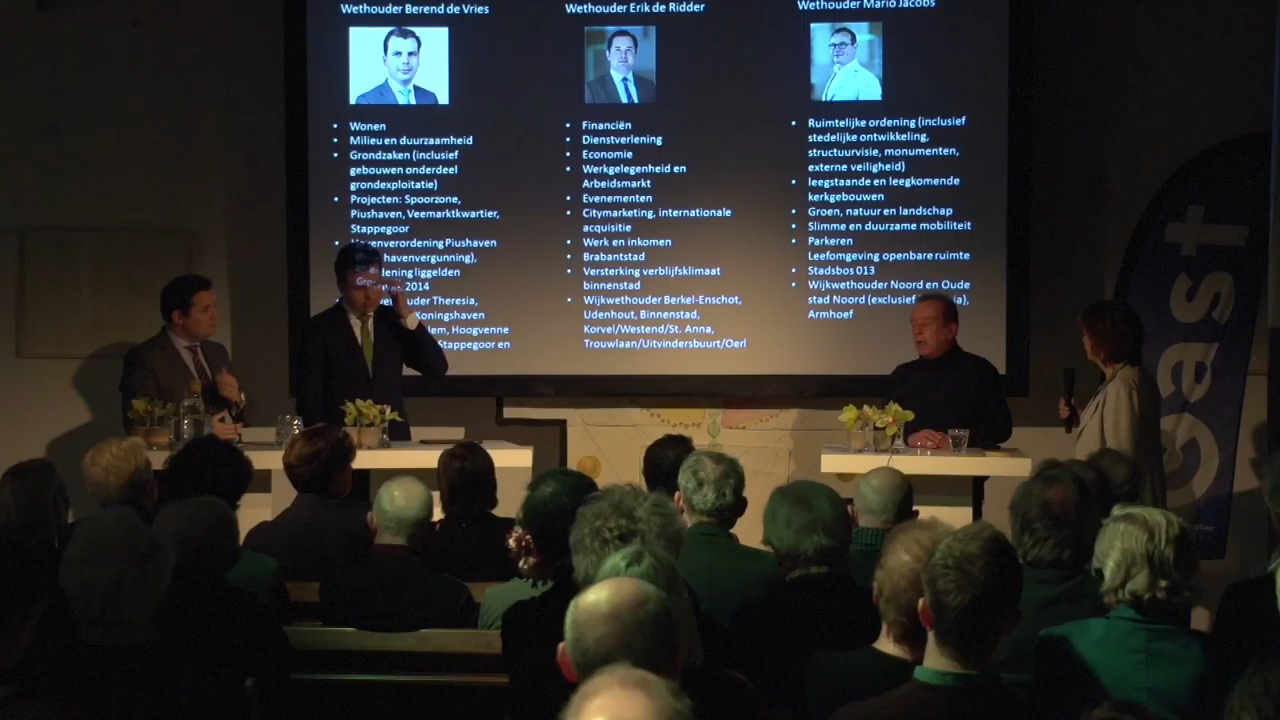 Wethouder Berend de Vries
Wonen
Milieu en duurzaamheid
Grondzaken (inclusief
gebouwen onderdeel
grondexploitatie)
Projecten: Spoorzone,
Piushaven, Veemarktkwartier,
Stappegoor
Havenverordening Piushaven
havenvergunning),
liggelden
2014
Theresia,
Koningshaven
Hoogvenne
Stappegoor en
Wethouder Erik de Ridder
Financiën
Dienstverlening
Economie
Werkgelegenheid en
Arbeidsmarkt
Evenementen
Citymarketing, internationale
acquisitie
Werk en inkomen
Brabantstad
Versterking verblijfsklimaat
binnenstad
Wijkwethouder Berkel-Enschot,
Udenhout, Binnenstad,
Korvel/Westend/St. Anna,
Trouwlaan/Uitvindersbuurt/Oerl
Wethouder Mario Jacobs
Ruimtelijke ordening (inclusief
stedelijke ontwikkeling,
structuurvisie, monumenten,
externe veiligheid)
leegstaande en leegkomende
kerkgebouwen
Groen, natuur en landschap
Slimme en duurzame mobiliteit
Parkeren
Leefomgeving openbare ruimte
Stadsbos 013
Wijkwethouder Noord en Oude
stad Noord (exclusief
Armhoef
cast